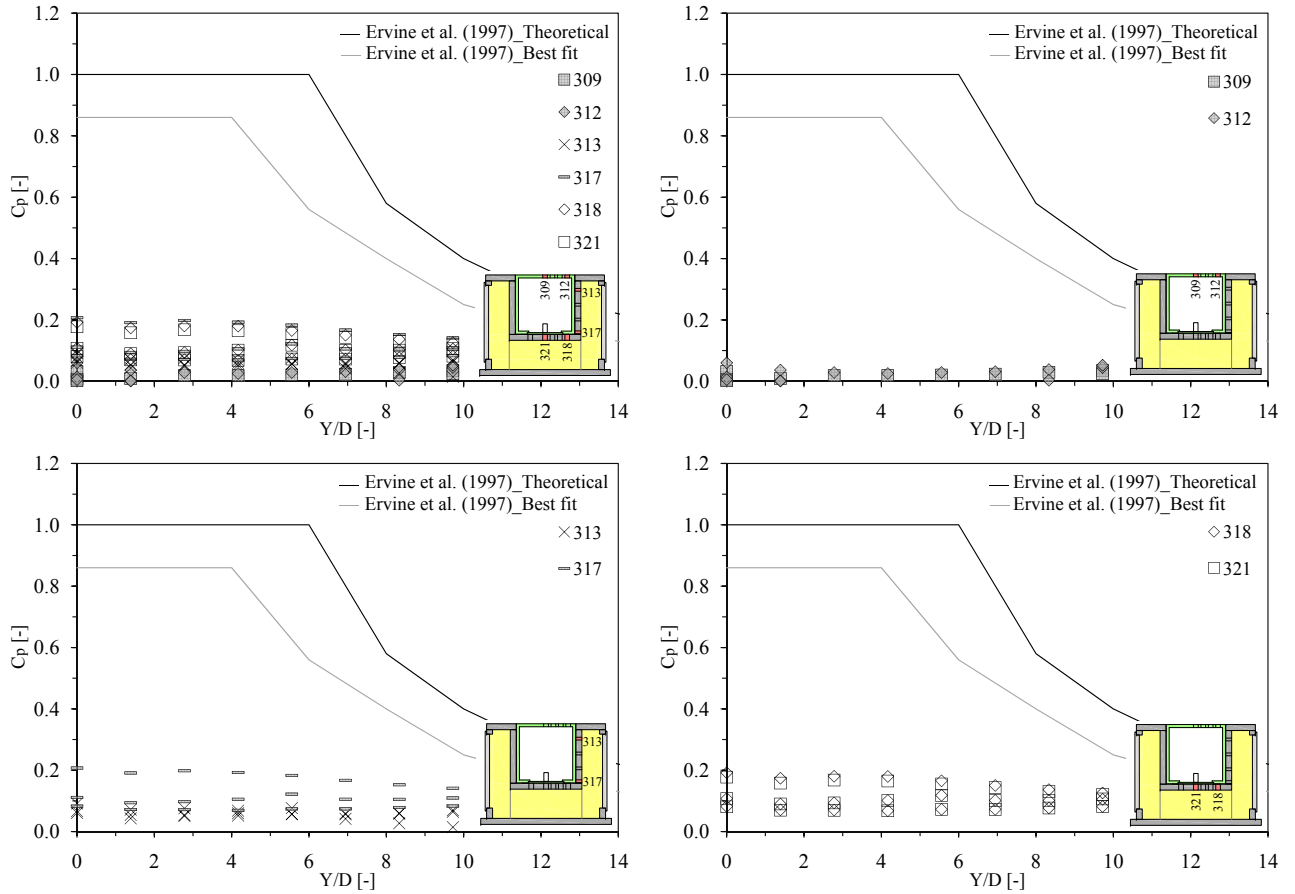 1.2
1.0
0.8
0.6
0.4
0.2
0.0
Cp [-]
0 2 4 6 8 10 12 14
Y/D [-]
Ervine et al. (1997)_Theoretical
Ervine et al. (1997)_Best fit
309
312
313
317
318
321
309 312 313
317
321 318
1.2
1.0
0.8
0.6
0.4
0.2
0.0
Cp [-]
0 2 4 6 8 10 12 14
Y/D [-]
Ervine et al. (1997)_Theoretical
Ervine et al. (1997)_Best fit
309
312
309 312
1.2
1.0
0.8
0.6
0.4
0.2
0.0
Cp [-]
0 2 4 6 8 10 12 14
Y/D [-]
Ervine et al. (1997)_Theoretical
Ervine et al. (1997)_Best fit
313
317
313
317
1.2
1.0
0.8
0.6
0.4
0.2
0.0
Cp [-]
0 2 4 6 8 10 12 14
Y/D [-]
Ervine et al. (1997)_Theoretical
Ervine et al. (1997)_Best fit
318
321
321 318